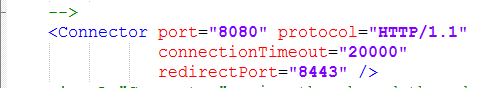 -->
<Connector port="8080" protocol="HTTP/1.1"
connectionTimeout="20000"
redirectPort="8443" />